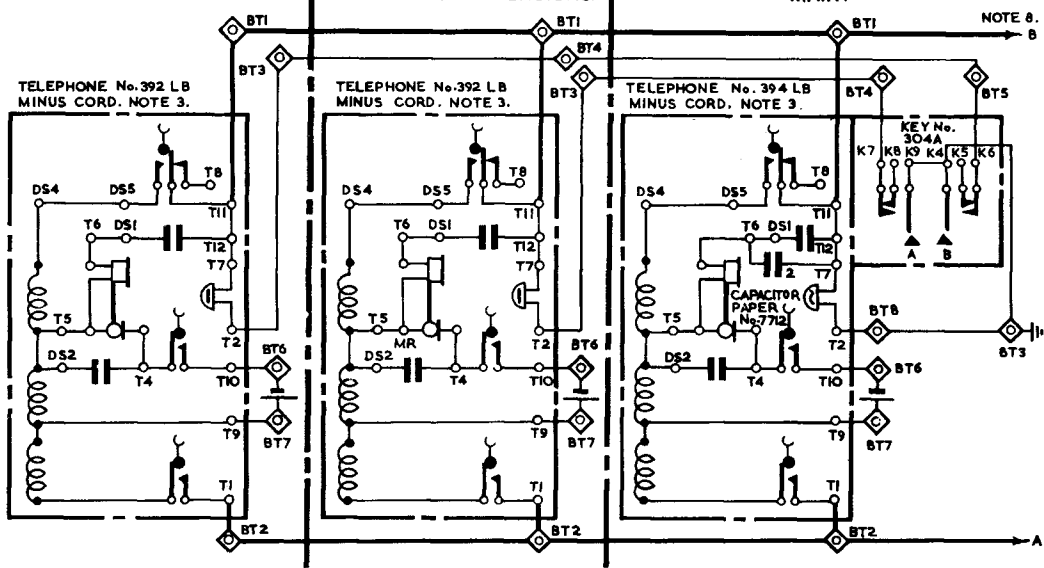 NOTE 8.
BT1
BT1
BT1
B
BT3
BT4
TELEPHONE No. 392 LB
MINUS CORD. NOTE 3.
TELEPHONE No. 392 LB
MINUS CORD. NOTE 3.
BT3
TELEPHONE No. 394 LB
MINUS CORD. NOTE 3.
BT4
BT5
KEY No.
304A
K7 K8 K9 K4 K5 K6
T8
T8
T8
DS4 DS5 T11
DS4 DS5 T11
DS4 DS5 T11
T6 DS1 T12
T6 DS1 T12
T6 DS1 T12
T7
T7
2 T7
A B
CAPACITOR
PAPER
No. 7712
T5 T2
T5 MR T2
T5 T2
BT8
BT3
DS2 T4 T10 BT6
DS2 T4 T10 BT6
DS2 T4 T10 BT6
T9 BT7
T9 BT7
T9 BT7
T1
T1
T1
BT2
BT2
BT2
A